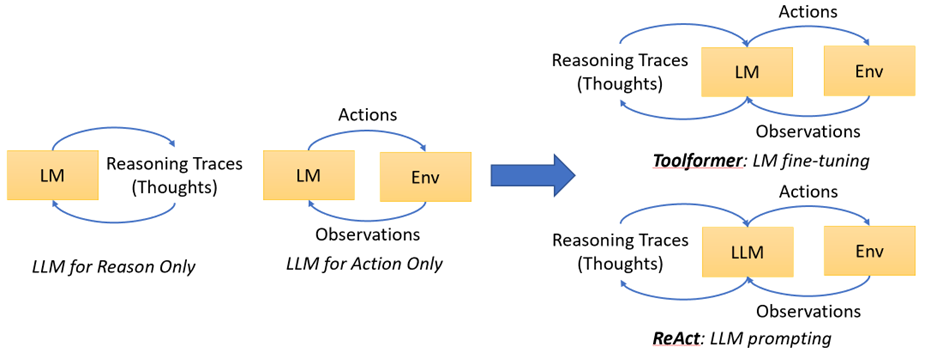 LM
Reasoning Traces
(Thoughts)
LLM for Reason Only
Actions
LM
Env
Observations
LLM for Action Only
Actions
Reasoning Traces
(Thoughts)
LM
Env
Observations
Toolformer: LM fine-tuning
Actions
Reasoning Traces
(Thoughts)
LLM
Env
Observations
ReAct: LLM prompting